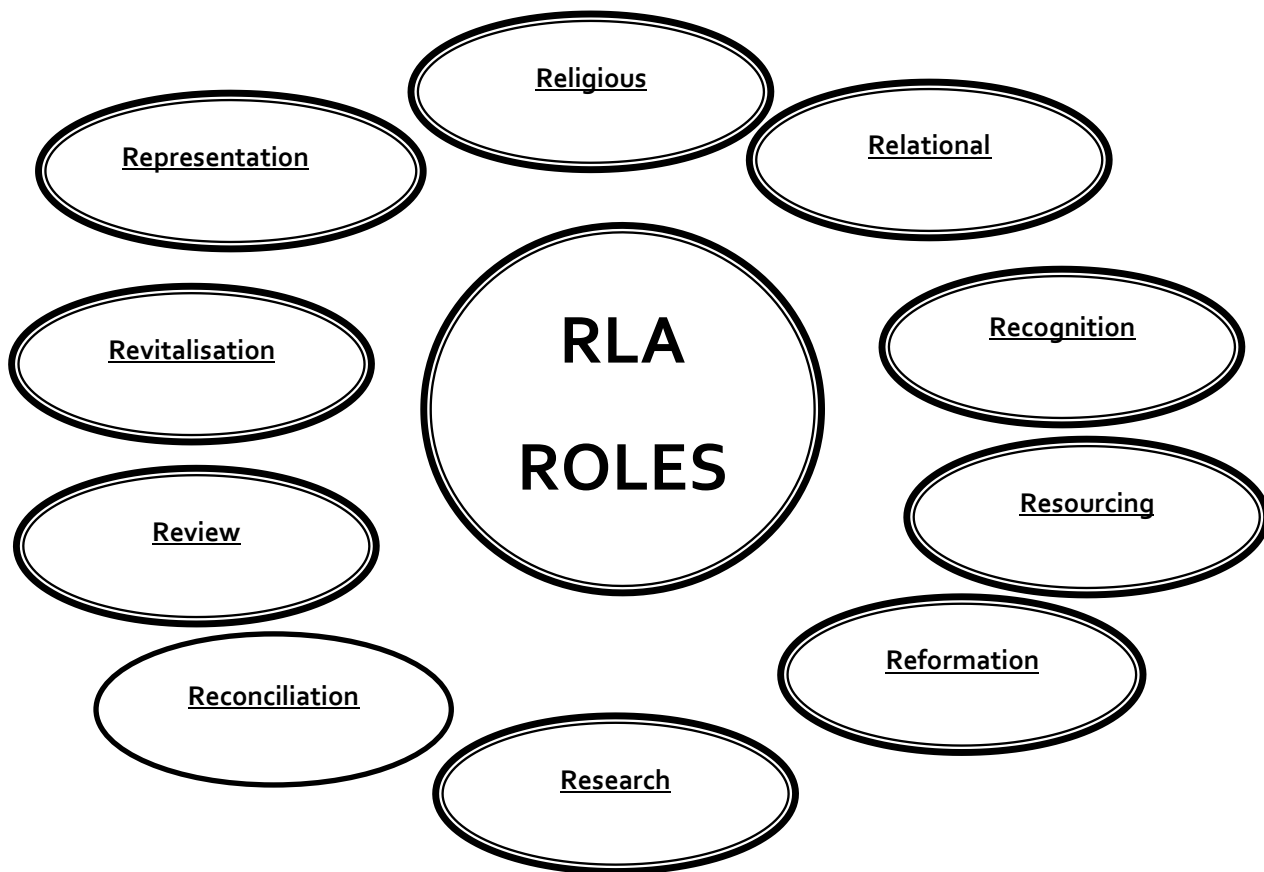 Religious
Representation
Relational
RLA
ROLES
Recognition
Revitalisation
Resourcing
Review
Reformation
Reconciliation
Research